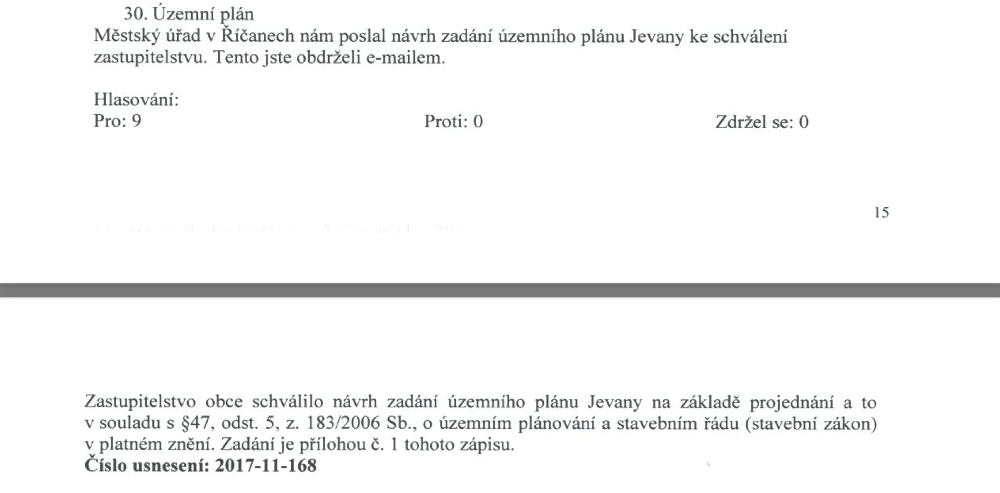 30. Územní plán
Městský úřad v Říčanech nám poslal návrh zadání územního plánu Jevany ke schválení
zastupitelstvu. Tento jste obdrželi e-mailem.
Hlasování:
Pro: 9 Proti: 0 Zdržel se: 0
15
Zastupitelstvo obce schválilo návrh zadání územního plánu Jevany na základě projednání a to
v souladu s §47, odst. 5, z. 183/2006 Sb., o územním plánování a stavebním řádu (stavební zákon)
v platném znění. Zadání je přílohou č. 1 tohoto zápisu.
Číslo usnesení: 2017-11-168